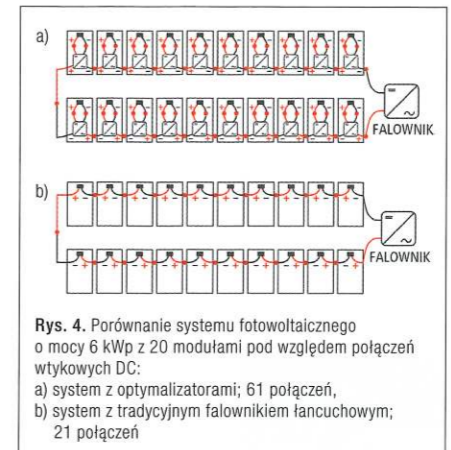 a)
FALOWNIK
b)
FALOWNIK
Rys. 4. Porównanie systemu fotowoltaicznego
o mocy 6 kWp z 20 modułami pod względem połączeń
wtykowych DC:
a) system z optymalizatorami; 61 połączeń,
b) system z tradycyjnym falownikiem łancuchowym;
21 połączeń